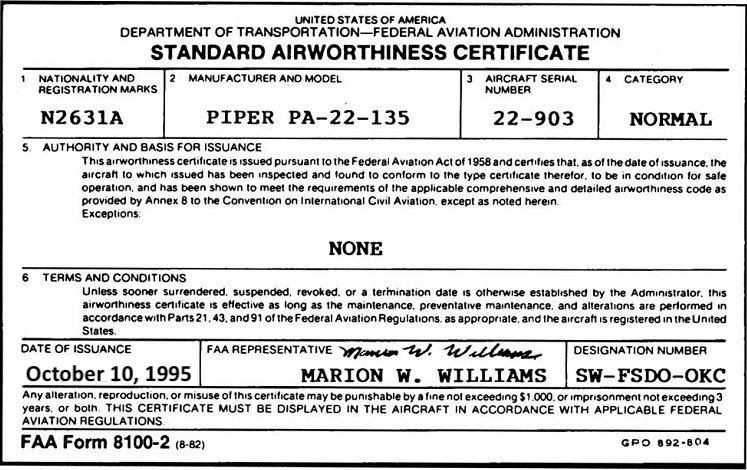 UNITED STATES OF AMERICA
DEPARTMENT OF TRANSPORTATION—FEDERAL AVIATION ADMINISTRATION
STANDARD AIRWORTHINESS CERTIFICATE
1 NATIONALITY AND REGISTRATION MARKS
N2631A
2 MANUFACTURER AND MODEL
PIPER PA-22-135
3 AIRCRAFT SERIAL NUMBER
22-903
4 CATEGORY
NORMAL
5. AUTHORITY AND BASIS FOR ISSUANCE
This airworthiness certificate is issued pursuant to the Federal Aviation Act of 1958 and certifies that, as of the date of issuance, the
aircraft to which issued has been inspected and found to conform to the type certificate therefor, to be in condition for safe
operation, and has been shown to meet the requirements of the applicable comprehensive and detailed airworthiness code as
provided by Annex 8 to the Convention on International Civil Aviation, except as noted herein.
Exceptions:
NONE
6 TERMS AND CONDITIONS
Unless sooner surrendered, suspended, revoked, or a termination date is otherwise established by the Administrator, this
airworthiness certificate is effective as long as the maintenance, preventative maintenance, and alterations are performed in
accordance with Parts 21, 43, and 91 of the Federal Aviation Regulations, as appropriate, and the aircraft is registered in the United
States.
DATE OF ISSUANCE
October 10, 1995
FAA REPRESENTATIVE Marion W. Williams
MARION W. WILLIAMS
DESIGNATION NUMBER
SW-FSDO-OKC
Any alteration, reproduction, or misuse of this certificate may be punishable by a fine not exceeding $1,000, or imprisonment not exceeding 3
years, or both. THIS CERTIFICATE MUST BE DISPLAYED IN THE AIRCRAFT IN ACCORDANCE WITH APPLICABLE FEDERAL
AVIATION REGULATIONS.
FAA Form 8100-2 (8-82)
GPO 892-804